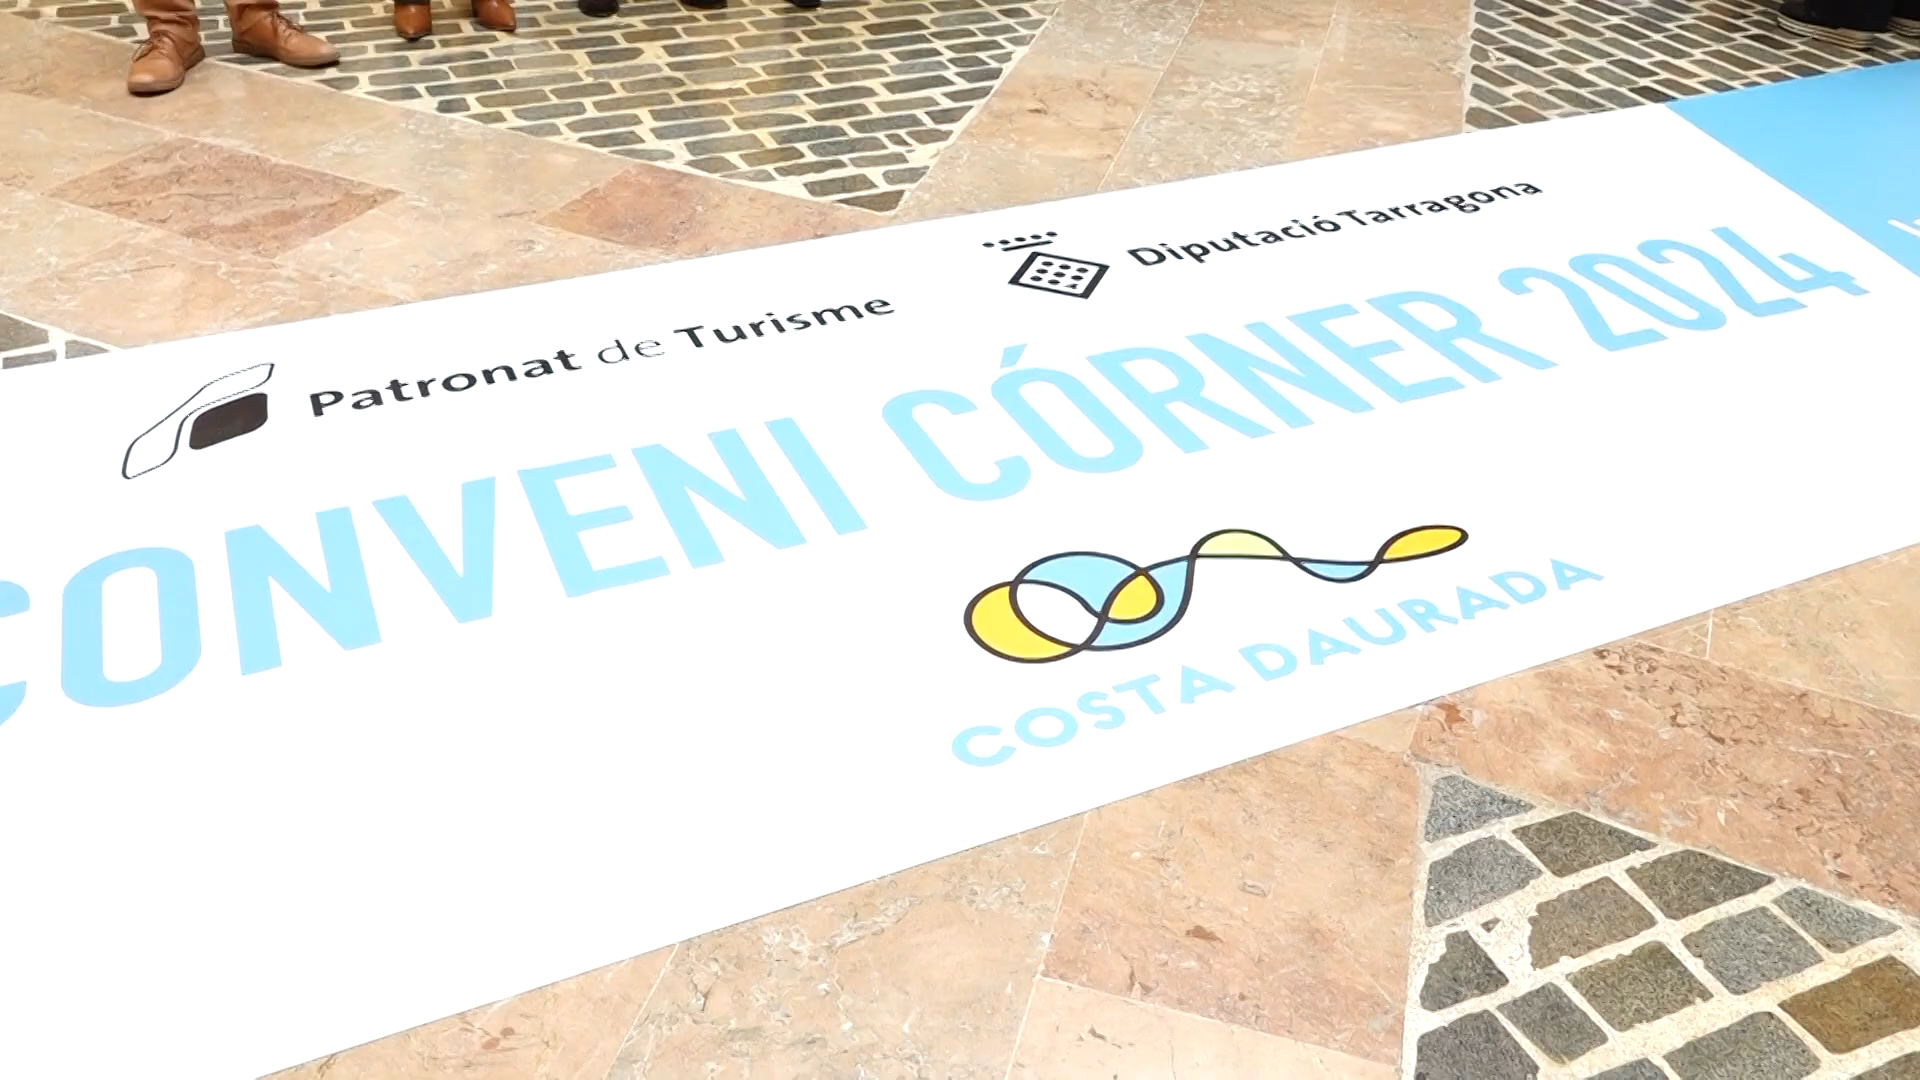 Patronat de Turisme
Diputació Tarragona
CONVENI CÓRNER 2024
COSTA DAURADA